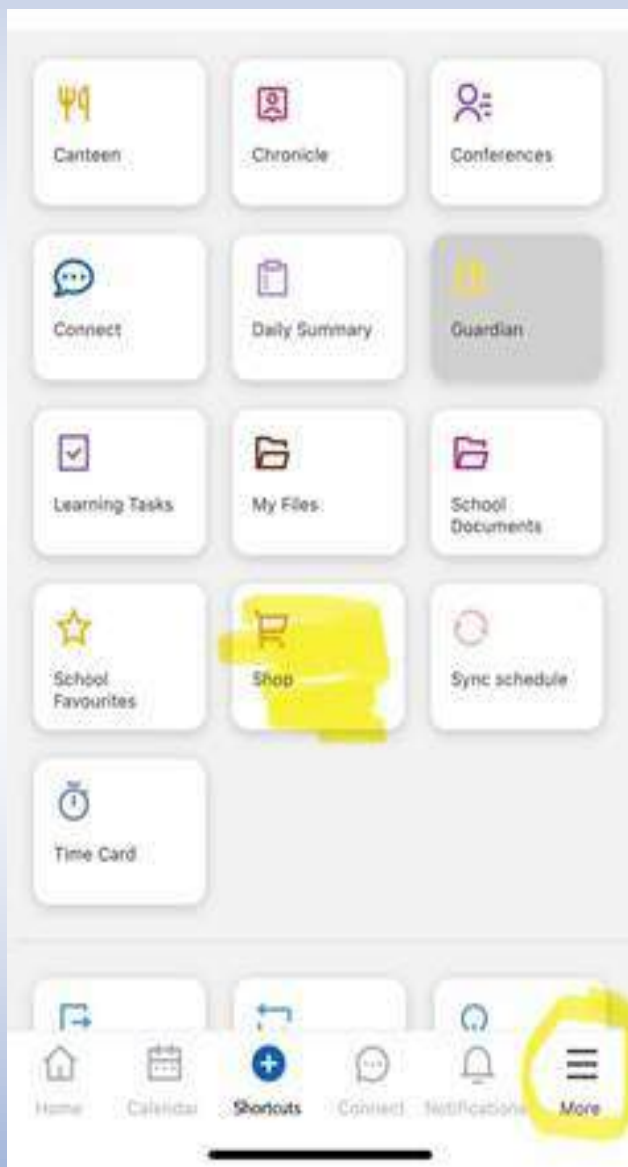 Canteen
Chronicle
Conferences
Connect
Daily Summary
Guardian
Learning Tasks
My Files
School
Documents
School
Favourites
Shop
Sync schedule
Time Card
Home
Calendar
Shortcuts
Connect
Notifications
More